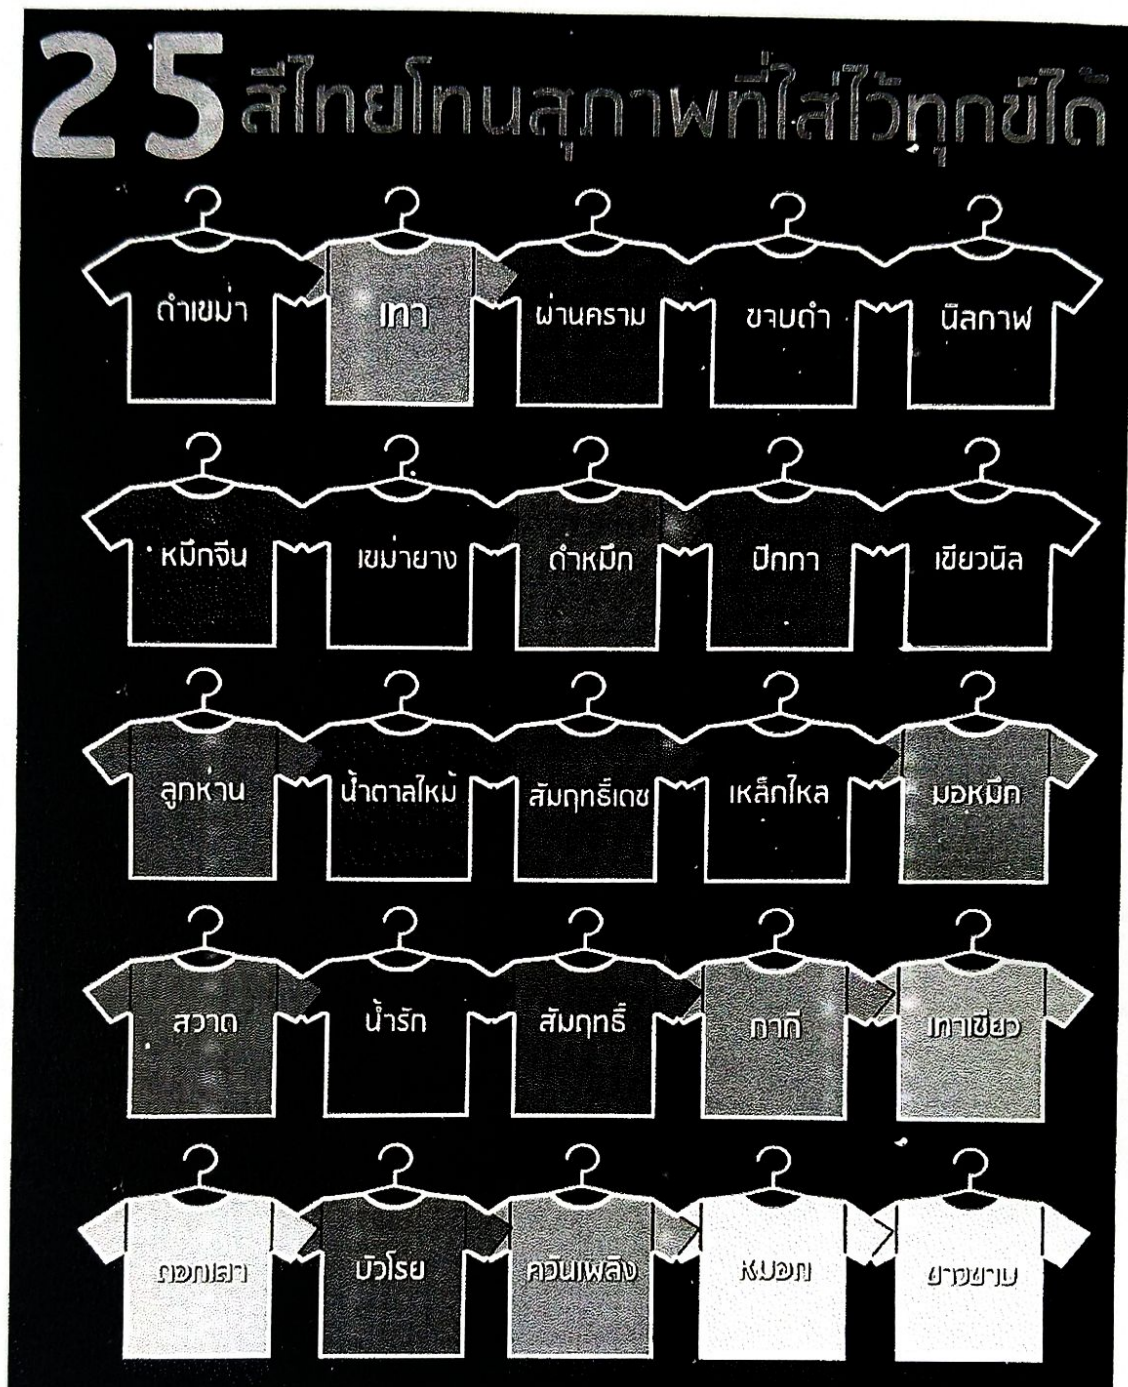 25 สีไทยโทนสุภาพที่ใส่ไว้ทุกข์ได้
ดำเขม่า เทา ผ่านคราม ขาบดำ นิลกาฬ
หมึกจีน เขม่ายาง ดำหมึก ปีกกา เขียวนิล
ลูกหว้า น้ำตาลไหม้ สัมฤทธิ์เดช เหล็กไหล มอหมึก
สวาด น้ำรัก สัมฤทธิ์ กากี เทาเขียว
ดอกเลา บัวโรย ควันเพลิง หมอก ขาวขาบ